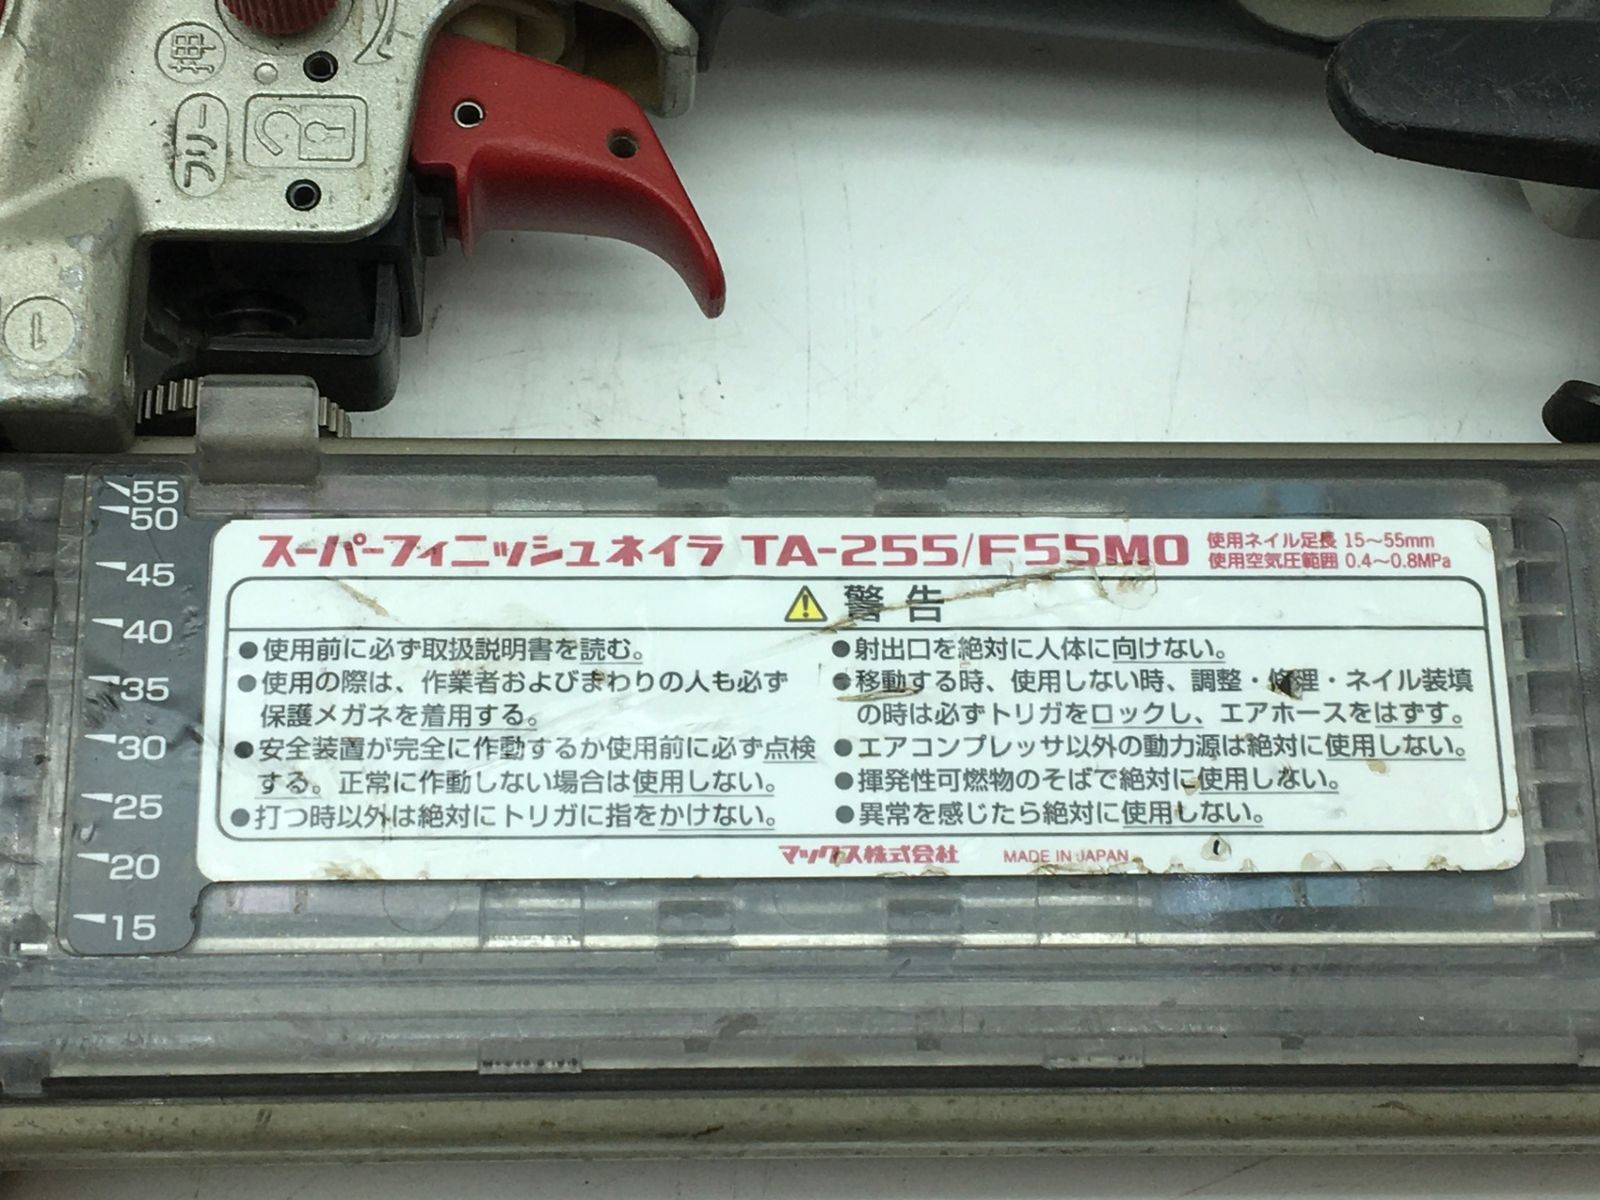 押
フリー
1
55
50
45
40
35
30
25
20
15
スーパーフィニッシュネイラ TA-255/F55MO
使用ネイル足長 15～55mm
使用空気圧範囲 0.4～0.8MPa
警告
●使用前に必ず取扱説明書を読む。
●使用の際は、作業者およびまわりの人も必ず
保護メガネを着用する。
●安全装置が完全に作動するか使用前に必ず点検
する。正常に作動しない場合は使用しない。
●打つ時以外は絶対にトリガに指をかけない。
●射出口を絶対に人体に向けない。
●移動する時、使用しない時、調整・修理・ネイル装填
の時は必ずトリガをロックし、エアホースをはずす。
●エアコンプレッサ以外の動力源は絶対に使用しない。
●揮発性可燃物のそばで絶対に使用しない。
●異常を感じたら絶対に使用しない。
マックス株式会社 MADE IN JAPAN